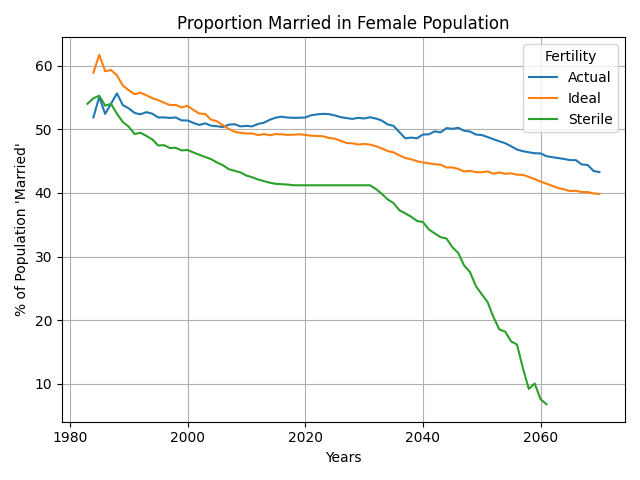 Proportion Married in Female Population
% of Population 'Married'
60
50
40
30
20
10
Fertility
Actual
Ideal
Sterile
1980
2000
2020
2040
2060
Years